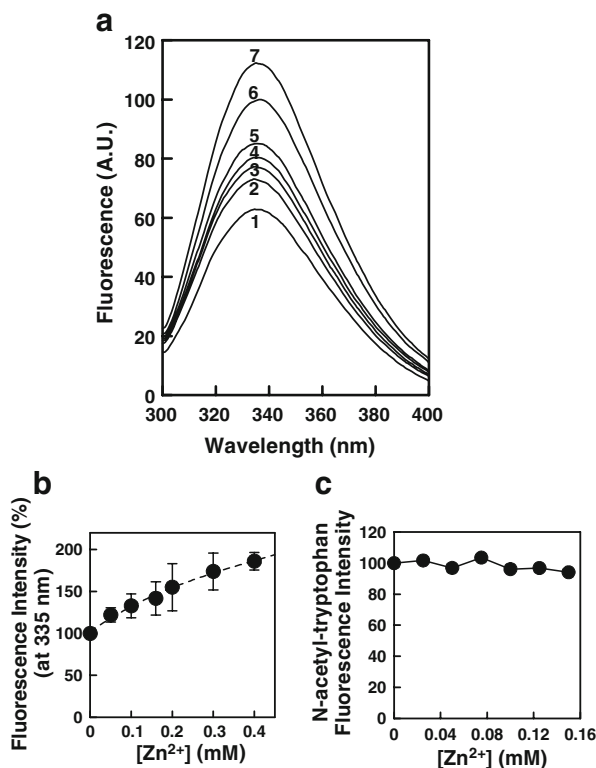 a
120
100
80
60
40
20
0
Fluorescence (A.U.)
7
6
5
4
3
2
1
300 320 340 360 380 400
Wavelength (nm)
b
Fluorescence Intensity (%)
(at 335 nm)
200
150
100
50
0
0 0.1 0.2 0.3 0.4
[Zn²⁺] (mM)
c
N-acetyl-tryptophan
Fluorescence Intensity
120
100
80
60
40
20
0
0 0.04 0.08 0.12 0.16
[Zn²⁺] (mM)